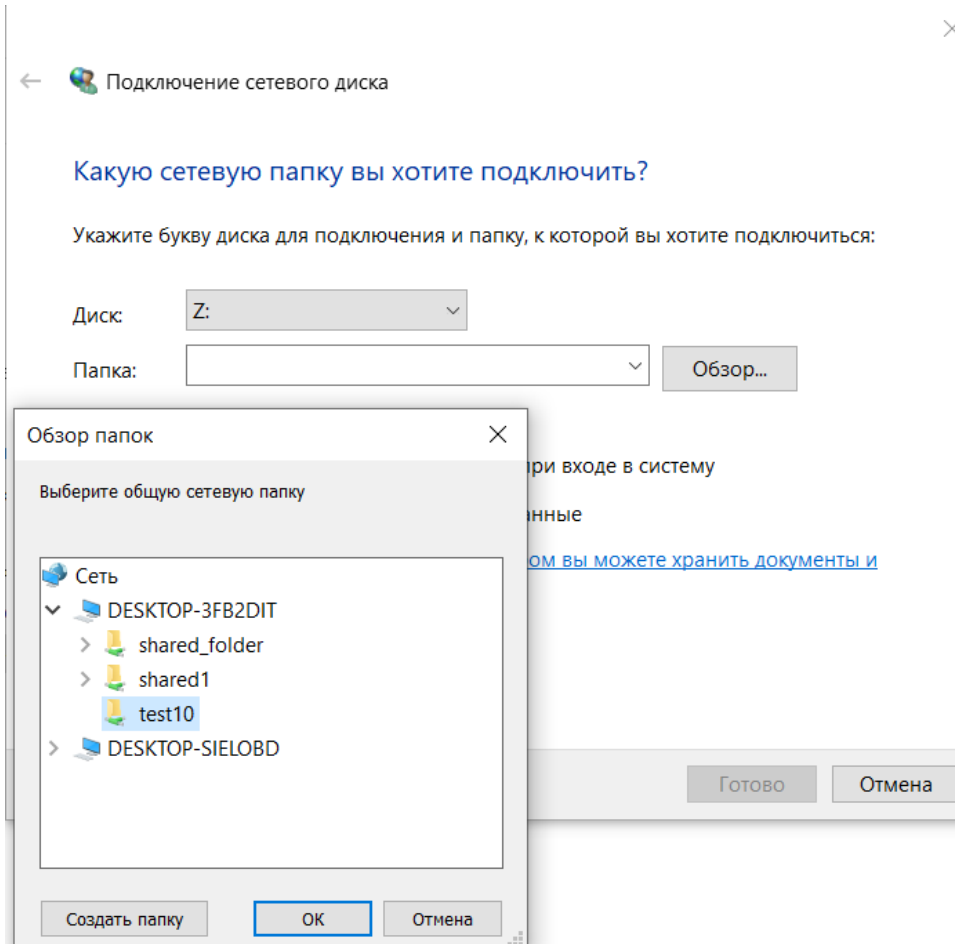 Подключение сетевого диска
Какую сетевую папку вы хотите подключить?
Укажите букву диска для подключения и папку, к которой вы хотите подключиться:
Диск: Z:
Папка: Обзор...
Обзор папок
при входе в систему
Выберите общую сетевую папку
ом вы можете хранить документы и
Сеть
DESKTOP-3FB2DIT
shared_folder
shared1
test10
DESKTOP-SIELOBD
Готово Отмена
Создать папку ОК Отмена